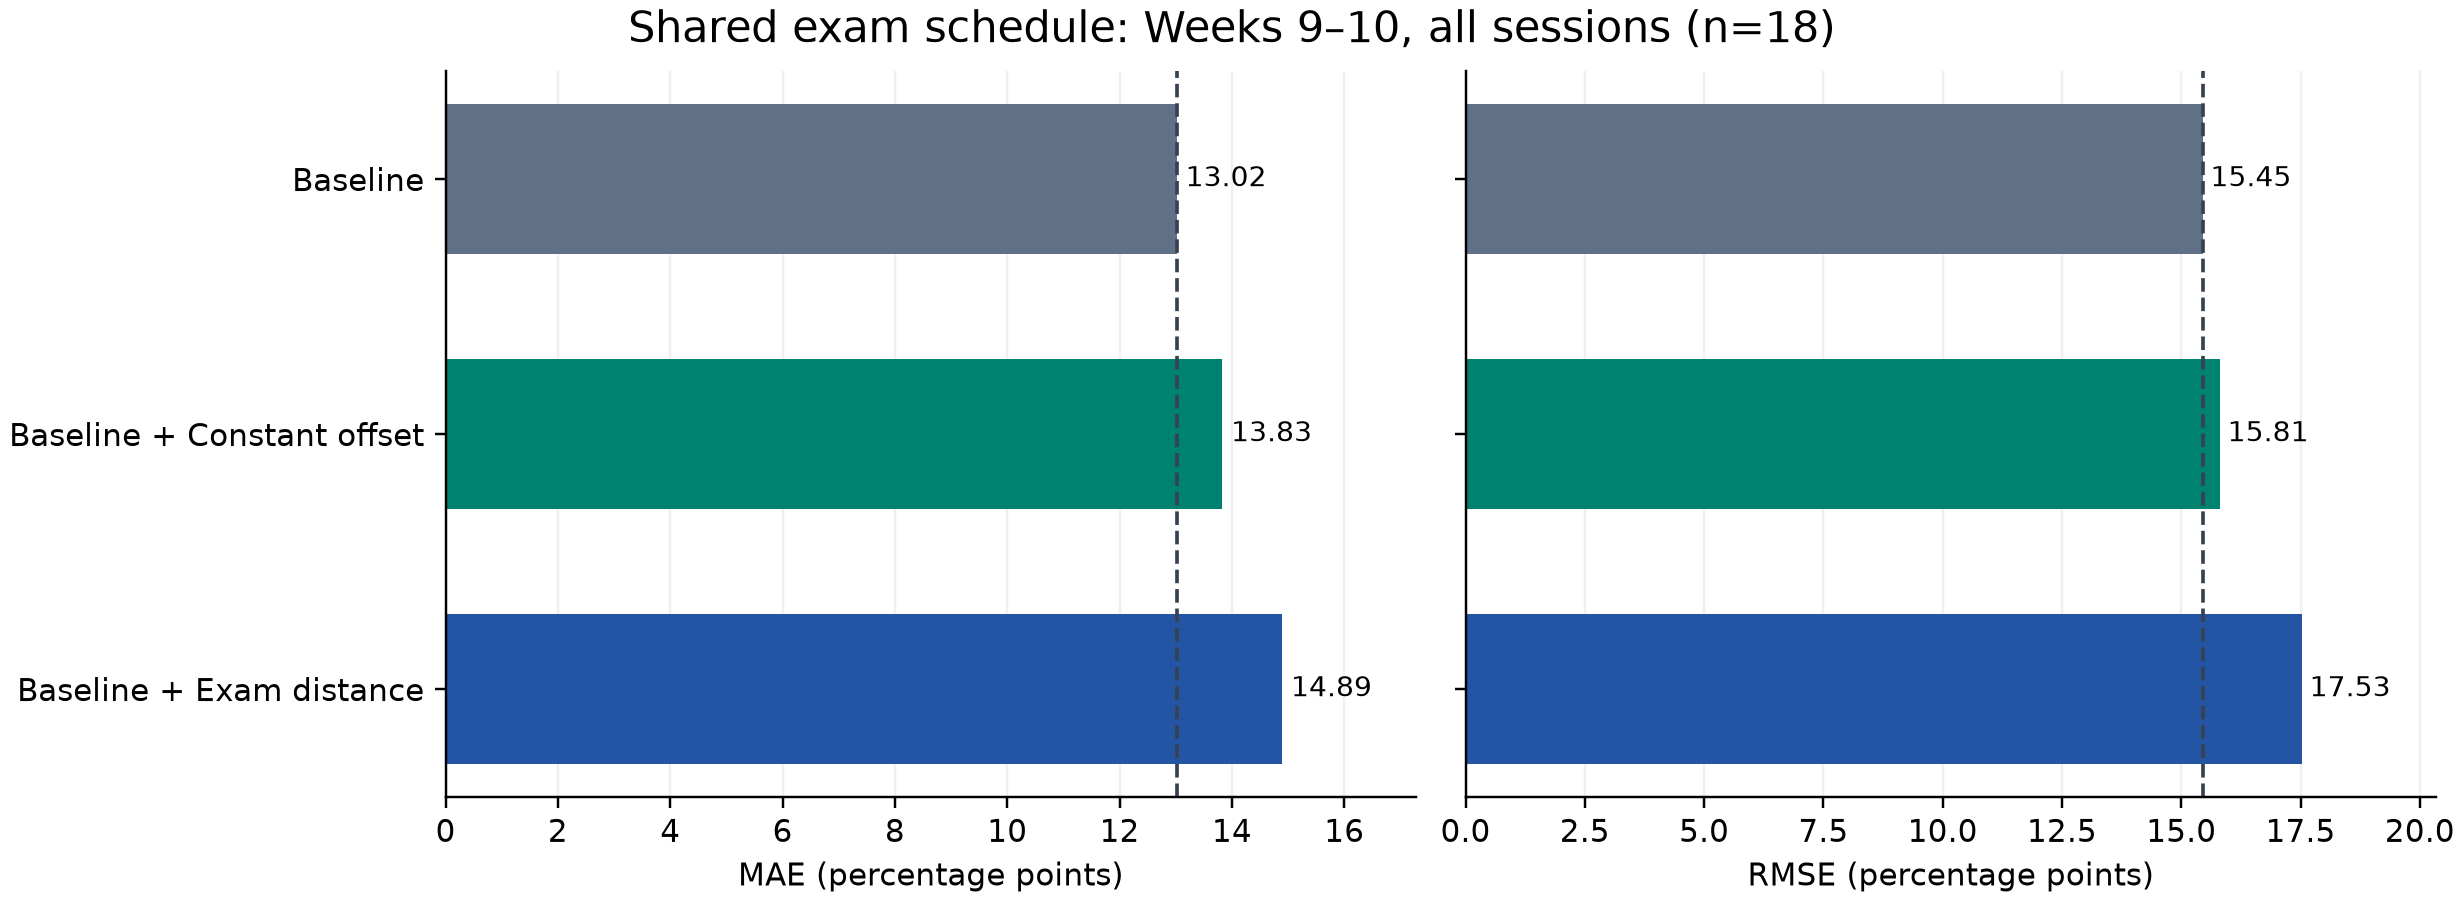 Shared exam schedule: Weeks 9–10, all sessions (n=18)
Baseline
13.02
15.45
Baseline + Constant offset
13.83
15.81
Baseline + Exam distance
14.89
17.53
0 2 4 6 8 10 12 14 16
0.0 2.5 5.0 7.5 10.0 12.5 15.0 17.5 20.0
MAE (percentage points)
RMSE (percentage points)